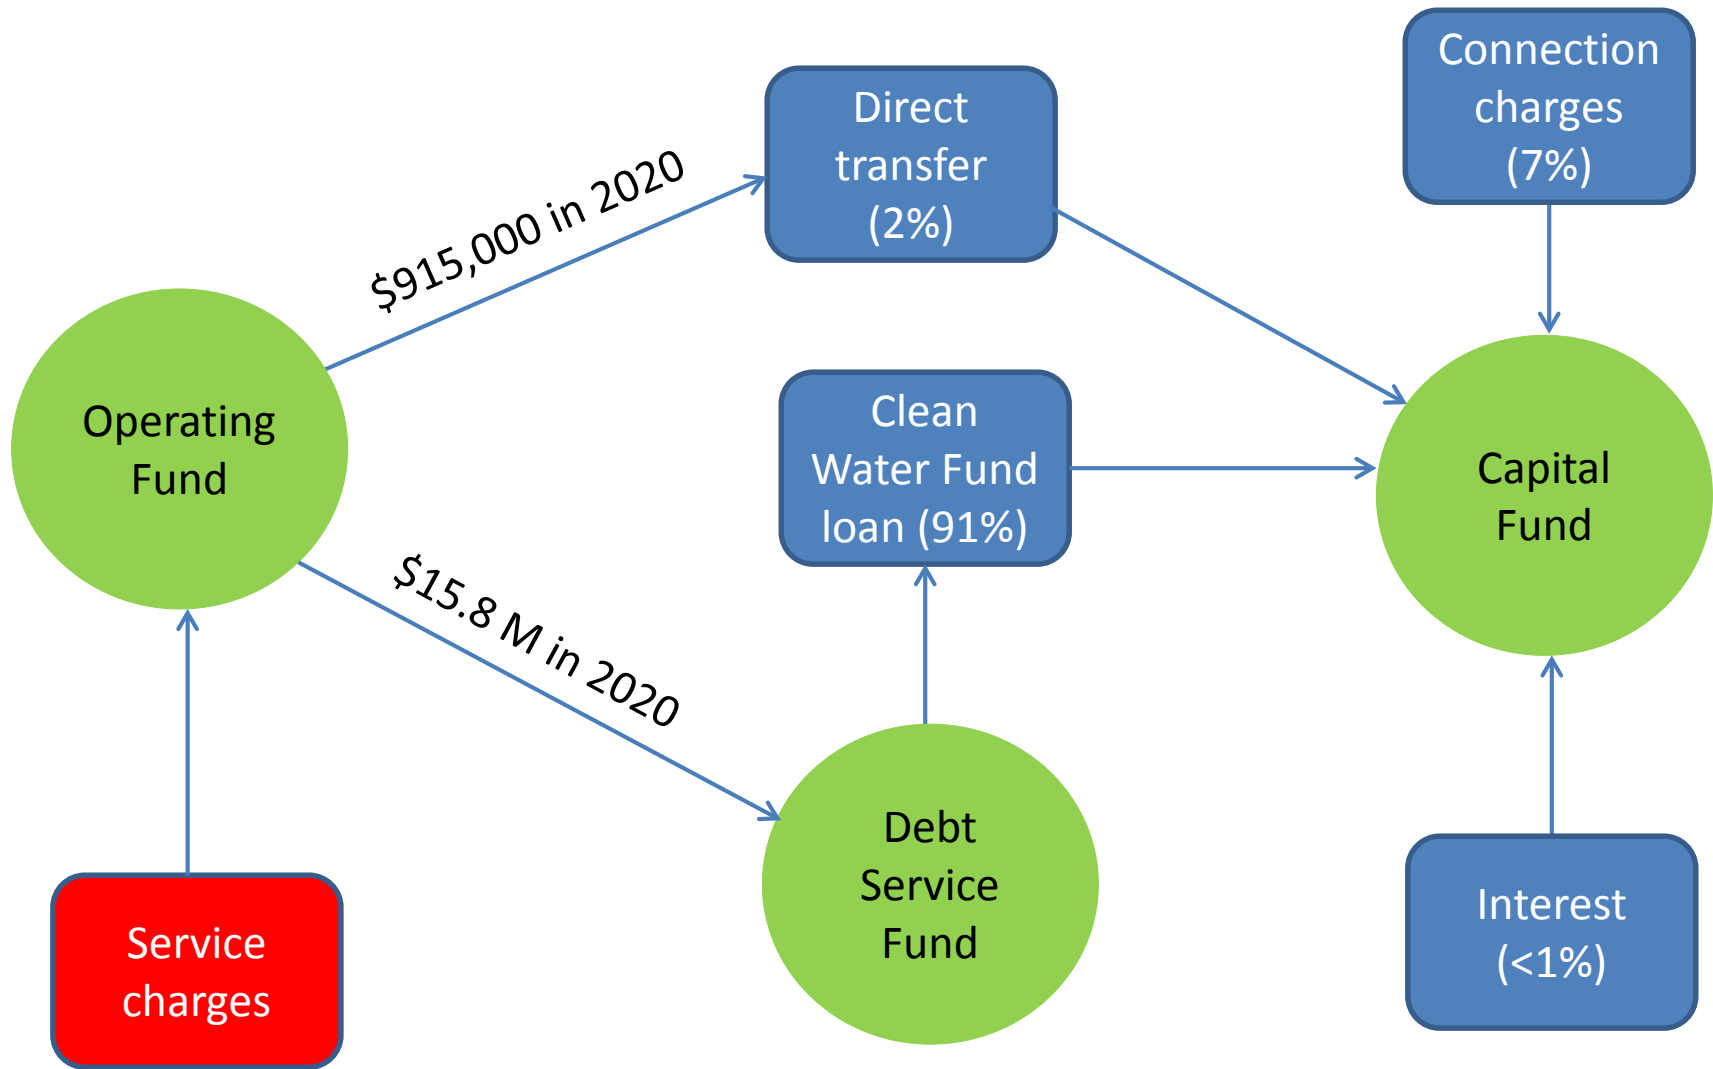 Connection
charges
(7%)
Direct
transfer
(2%)
$915,000 in 2020
Operating
Fund
Clean
Water Fund
loan (91%)
Capital
Fund
$15.8 M in 2020
Debt
Service
Fund
Service
charges
Interest
(<1%)